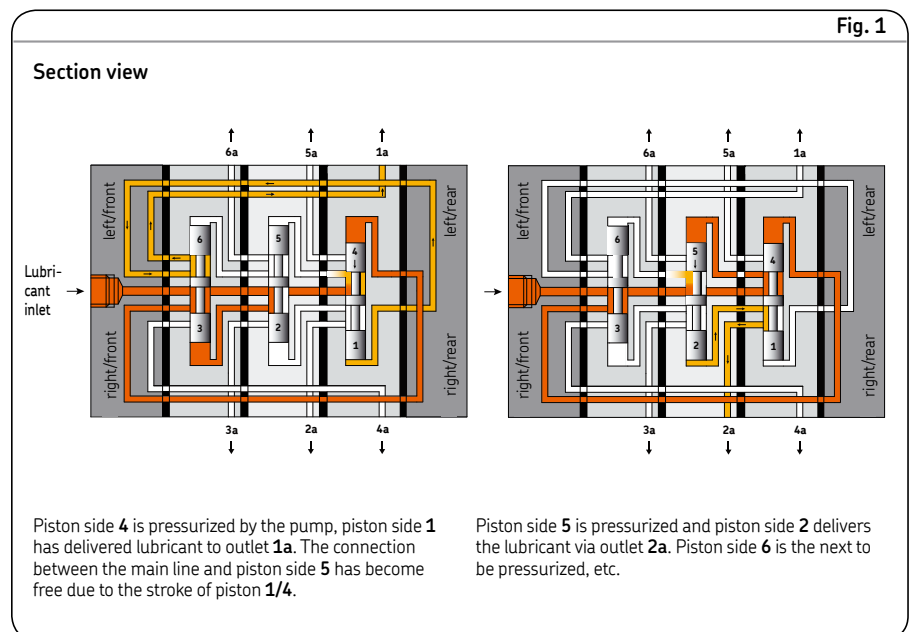 Fig. 1
Section view
6a 5a 1a
left/front
left/rear
6 5 4
Lubri-
cant
inlet
3 2 1
right/front
right/rear
3a 2a 4a
6a 5a 1a
left/front
left/rear
6 5 4
3 2 1
right/front
right/rear
3a 2a 4a
Piston side 4 is pressurized by the pump, piston side 1
has delivered lubricant to outlet 1a. The connection
between the main line and piston side 5 has become
free due to the stroke of piston 1/4.
Piston side 5 is pressurized and piston side 2 delivers
the lubricant via outlet 2a. Piston side 6 is the next to
be pressurized, etc.